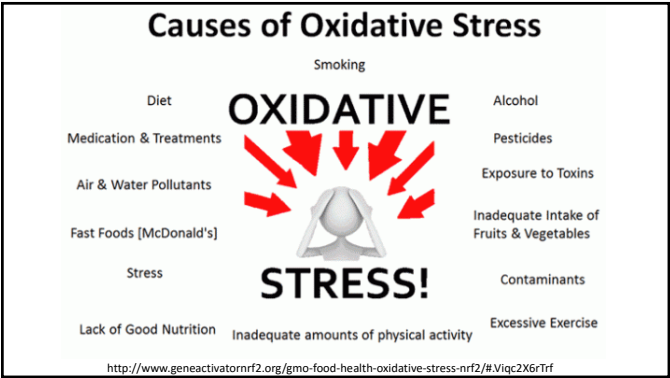 Causes of Oxidative Stress
Smoking
Diet
OXIDATIVE
Alcohol
Medication & Treatments
Pesticides
Exposure to Toxins
Air & Water Pollutants
Inadequate Intake of
Fruits & Vegetables
Fast Foods [McDonald's]
Stress
STRESS!
Contaminants
Lack of Good Nutrition
Inadequate amounts of physical activity
Excessive Exercise
http://www.geneactivatornrf2.org/gmo-food-health-oxidative-stress-nrf2/#.Viqc2X6rTrf